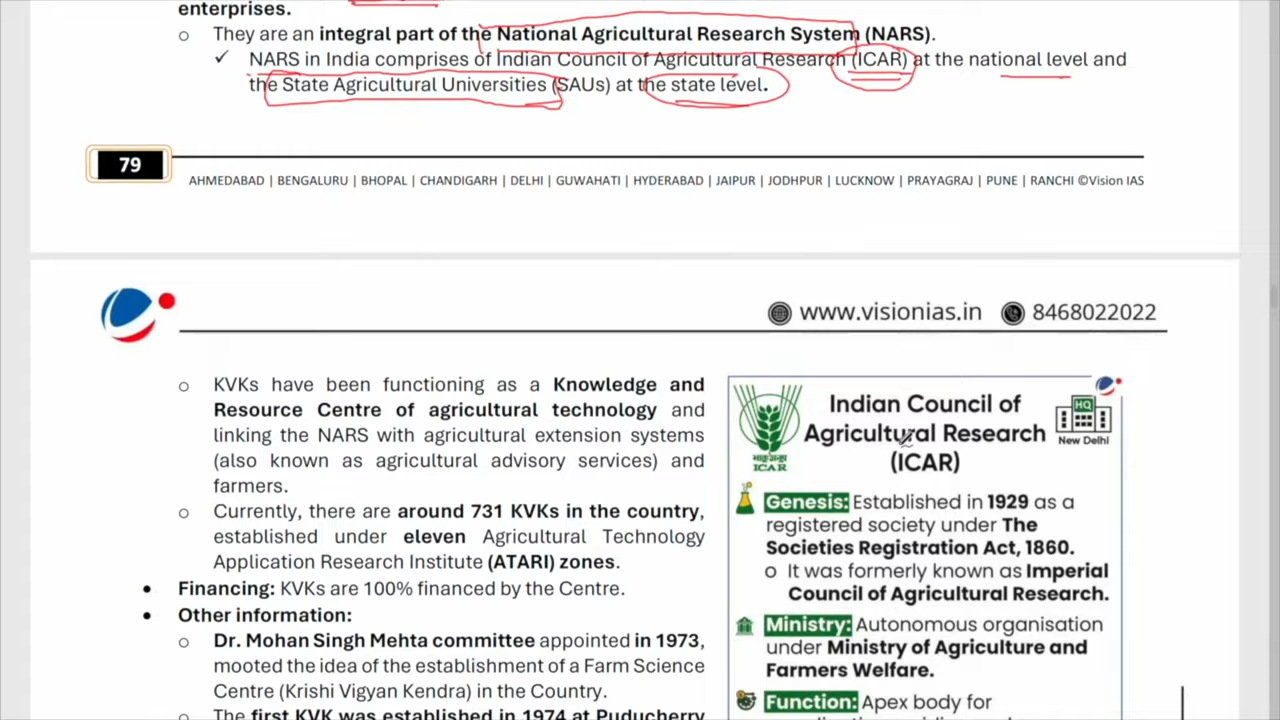 enterprises.
o They are an integral part of the National Agricultural Research System (NARS).
✓ NARS in India comprises of Indian Council of Agricultural Research (ICAR) at the national level and
the State Agricultural Universities (SAUs) at the state level.
79
AHMEDABAD | BENGALURU | BHOPAL | CHANDIGARH | DELHI | GUWAHATI | HYDERABAD | JAIPUR | JODHPUR | LUCKNOW | PRAYAGRAJ | PUNE | RANCHI ©Vision IAS
www.visionias.in 8468022022
o KVKs have been functioning as a Knowledge and
Resource Centre of agricultural technology and
linking the NARS with agricultural extension systems
(also known as agricultural advisory services) and
farmers.
o Currently, there are around 731 KVKs in the country,
established under eleven Agricultural Technology
Application Research Institute (ATARI) zones.
• Financing: KVKs are 100% financed by the Centre.
• Other information:
o Dr. Mohan Singh Mehta committee appointed in 1973,
mooted the idea of the establishment of a Farm Science
Centre (Krishi Vigyan Kendra) in the Country.
o The first KVK was established in 1974 at Puducherry
ICAR
Indian Council of
Agricultural Research
(ICAR)
HQ
New Delhi
Genesis: Established in 1929 as a
registered society under The
Societies Registration Act, 1860.
o It was formerly known as Imperial
Council of Agricultural Research.
Ministry: Autonomous organisation
under Ministry of Agriculture and
Farmers Welfare.
Function: Apex body for